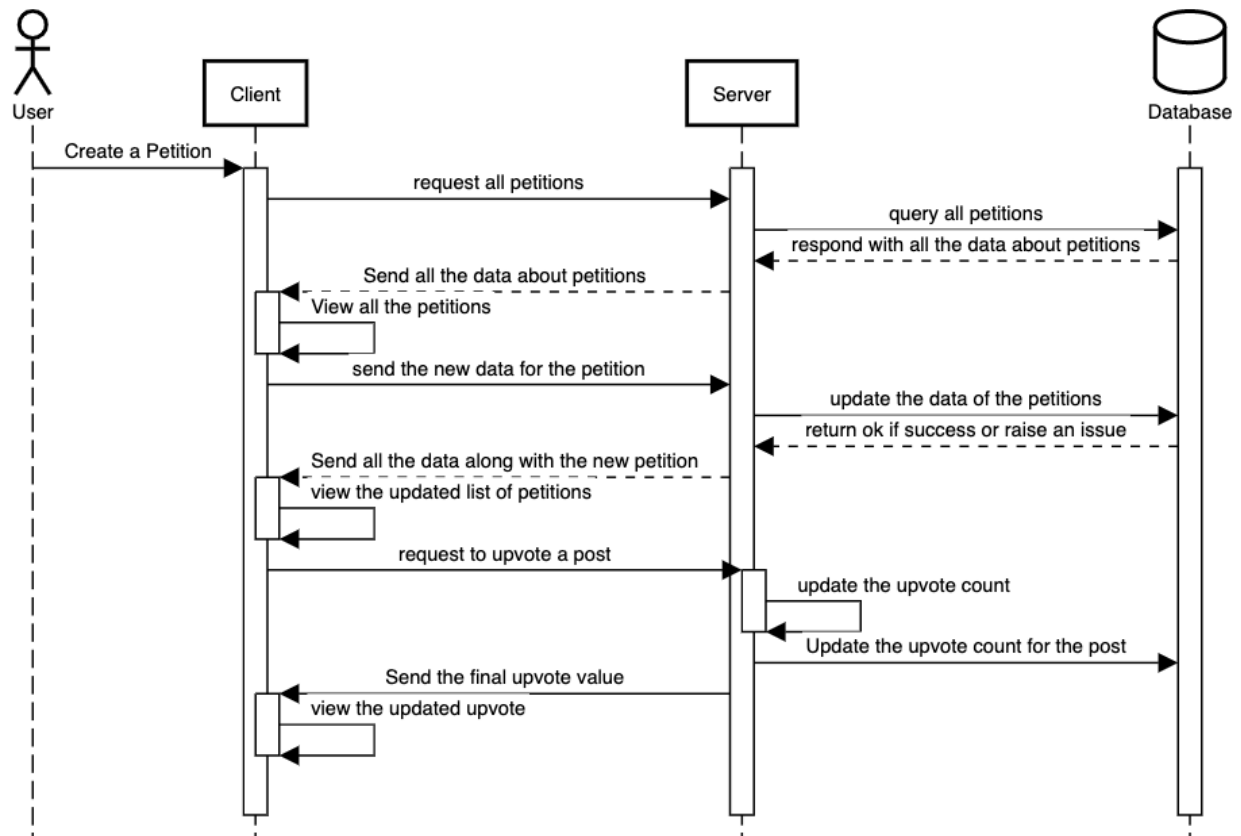 User
Client
Server
Database
Create a Petition
request all petitions
query all petitions
respond with all the data about petitions
Send all the data about petitions
View all the petitions
send the new data for the petition
update the data of the petitions
return ok if success or raise an issue
Send all the data along with the new petition
view the updated list of petitions
request to upvote a post
update the upvote count
Update the upvote count for the post
Send the final upvote value
view the updated upvote